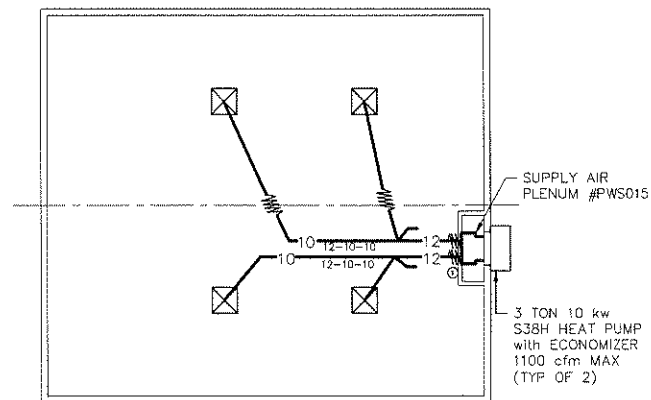 SUPPLY AIR
PLENUM #PWS015
10
12-10-10
12
10
12-10-10
12
1
3 TON 10 kw
S38H HEAT PUMP
with ECONOMIZER
1100 cfm MAX
(TYP OF 2)